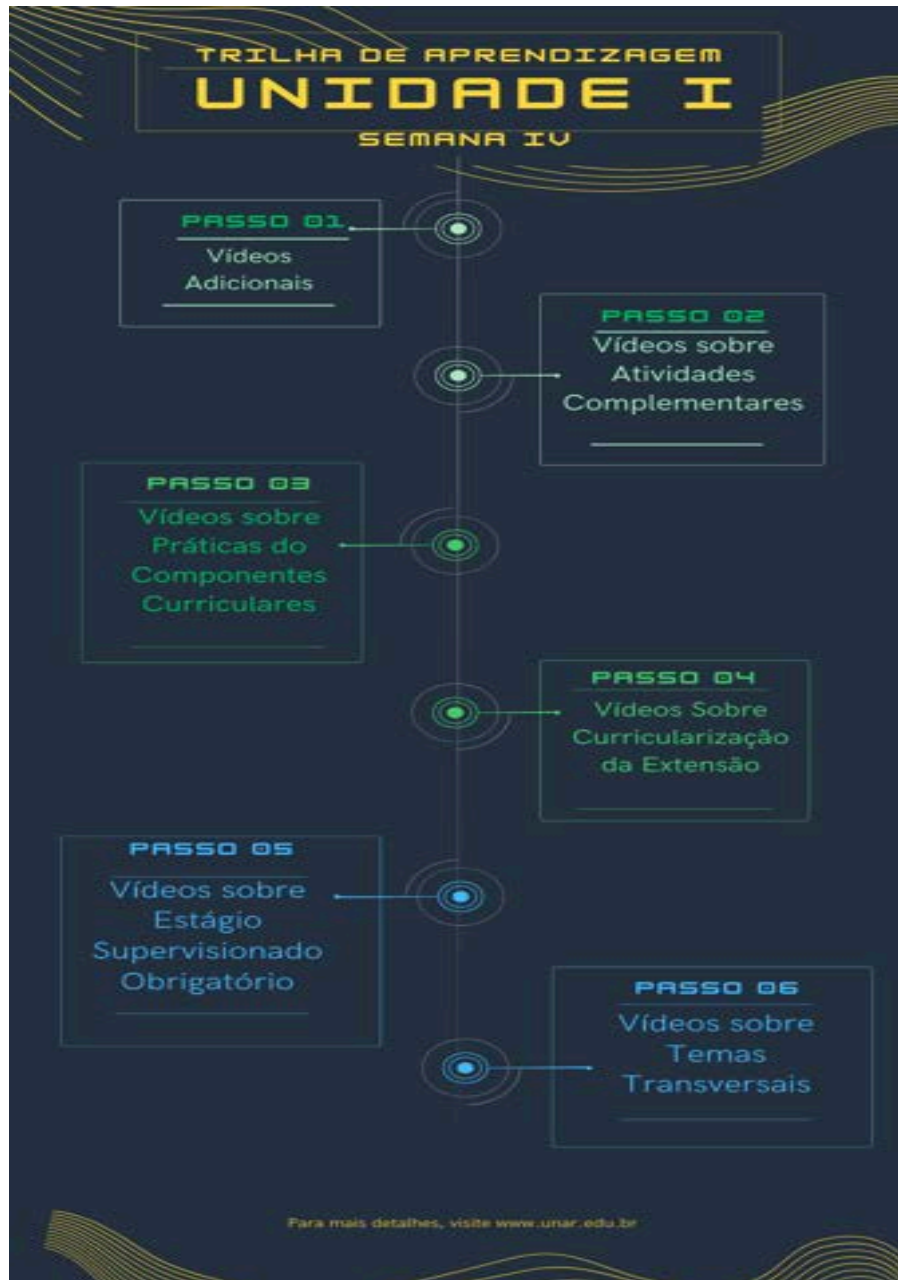 TRILHA DE APRENDIZAGEM
UNIDADE I
SEMANA IV
PASSO 01
Vídeos
Adicionais
PASSO 02
Vídeos sobre
Atividades
Complementares
PASSO 03
Vídeos sobre
Práticas do
Componentes
Curriculares
PASSO 04
Vídeos Sobre
Curricularização
da Extensão
PASSO 05
Vídeos sobre
Estágio
Supervisionado
Obrigatório
PASSO 06
Vídeos sobre
Temas
Transversais
Para mais detalhes, visite www.unar.edu.br